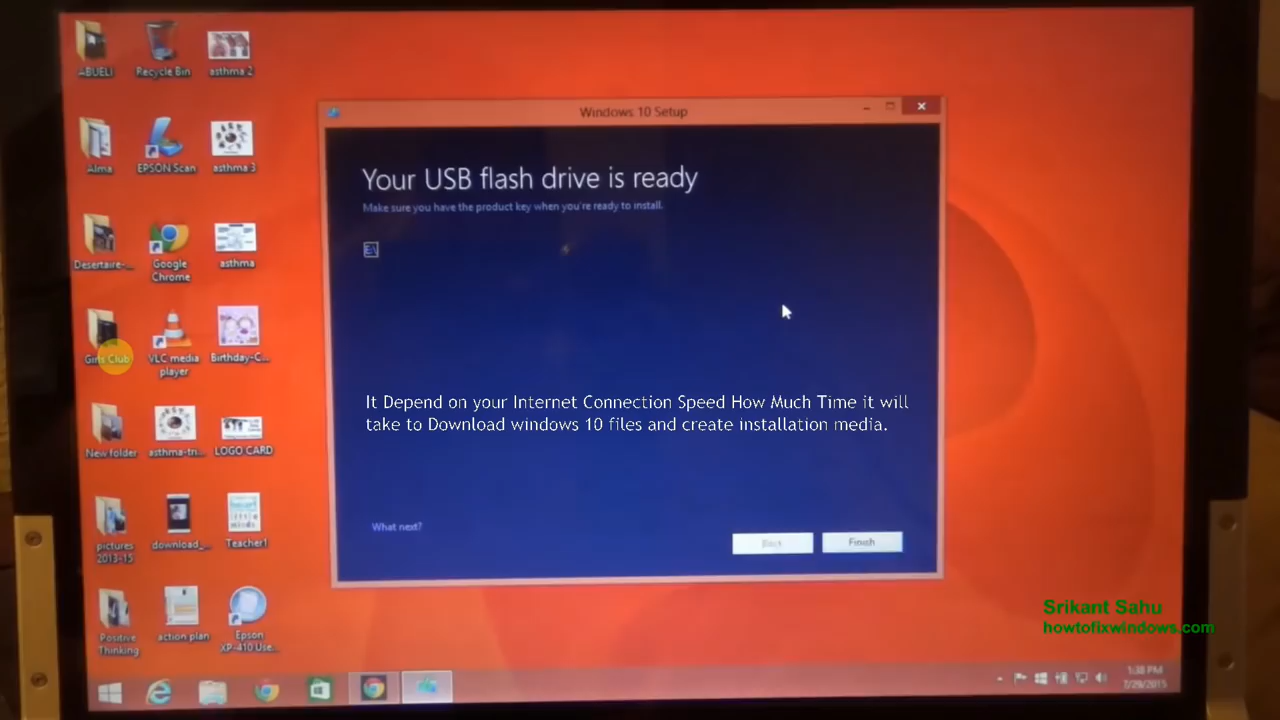 ABUELI
Recycle Bin
asthma 2
Alma
EPSON Scan
asthma 3
Desertaire-...
Google
Chrome
asthma
Girls Club
VLC media
player
Birthday-C...
New folder
asthma-tri...
LOGO CARD
pictures
2013-15
download_...
Teacher1
Positive
Thinking
action plan
Epson
XP-410 Use...
Windows 10 Setup
Your USB flash drive is ready
Make sure you have the product key when you're ready to install.
E:\
It Depend on your Internet Connection Speed How Much Time it will
take to Download windows 10 files and create installation media.
What next?
Back
Finish
Srikant Sahu
howtofixwindows.com
1:38 PM
7/29/2015